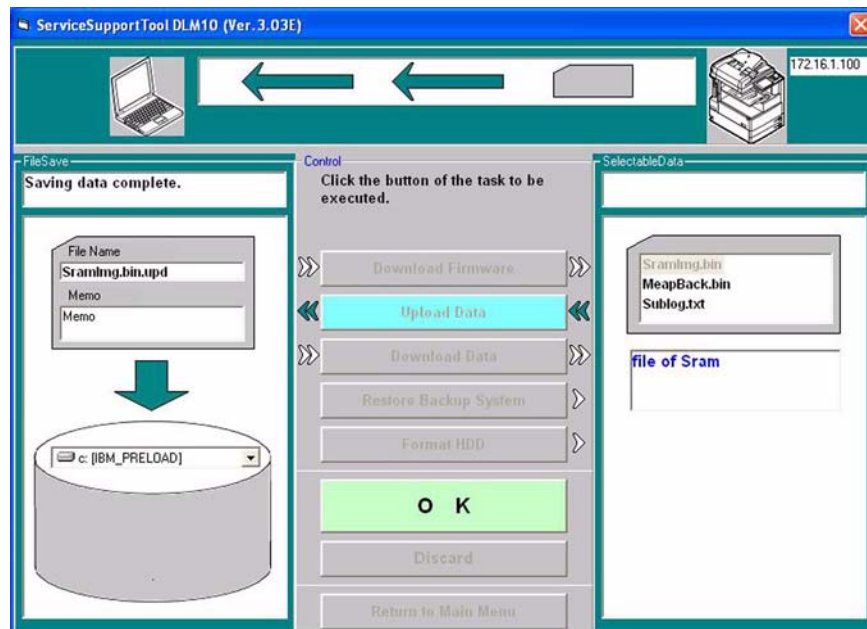 ServiceSupportTool DLM10 (Ver.3.03E)
172.16.1.100
FileSave
Saving data complete.
File Name
SramImg.bin.upd
Memo
Memo
c: [IBM_PRELOAD]
Control
Click the button of the task to be
executed.
Download Firmware
Upload Data
Download Data
Restore Backup System
Format HDD
O K
Discard
Return to Main Menu
SelectableData
SramImg.bin
MeapBack.bin
Sublog.txt
file of Sram